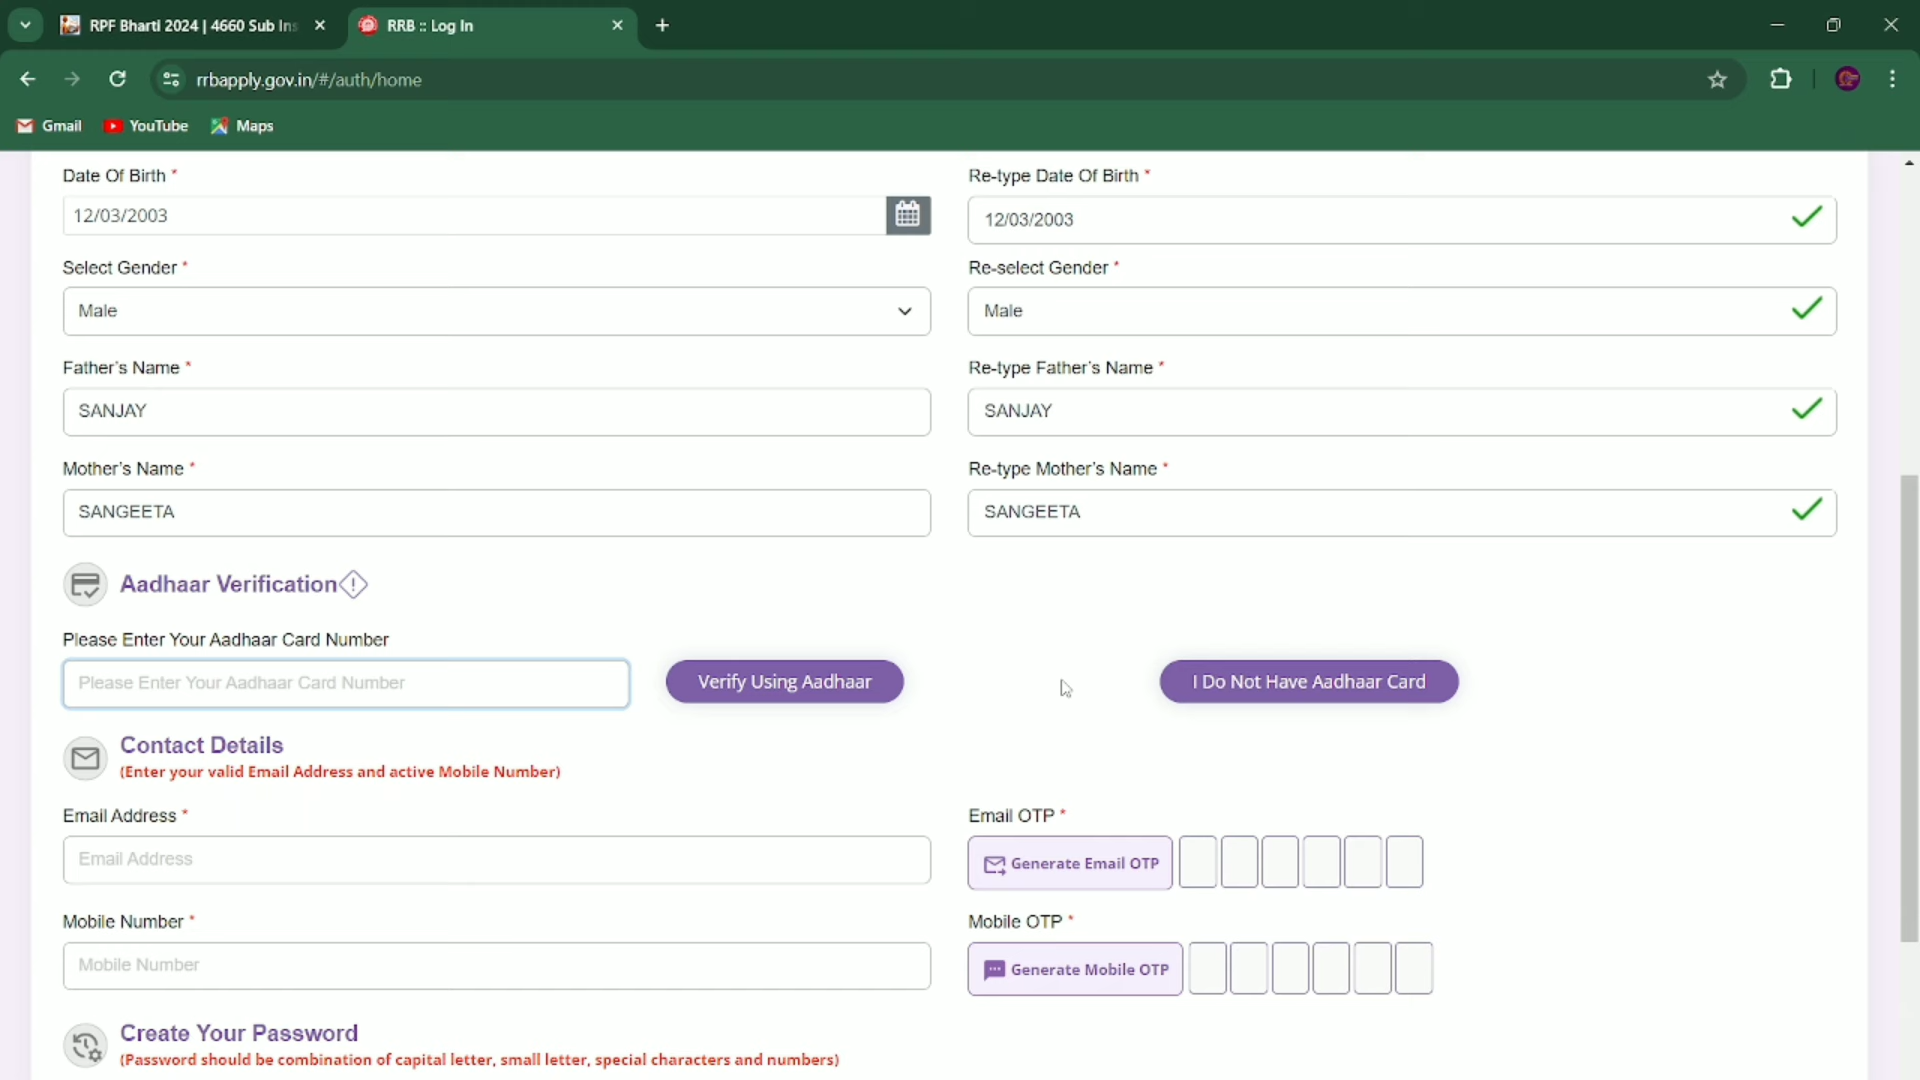 RPF Bharti 2024 | 4660 Sub Ins
RRB :: Log In
rrbapply.gov.in/#/auth/home
Gmail
YouTube
Maps
Date Of Birth *
Re-type Date Of Birth *
12/03/2003
12/03/2003
Select Gender *
Re-select Gender *
Male
Male
Father's Name *
Re-type Father's Name *
SANJAY
SANJAY
Mother's Name *
Re-type Mother's Name *
SANGEETA
SANGEETA
Aadhaar Verification
Please Enter Your Aadhaar Card Number
Please Enter Your Aadhaar Card Number
Verify Using Aadhaar
I Do Not Have Aadhaar Card
Contact Details
(Enter your valid Email Address and active Mobile Number)
Email Address *
Email OTP *
Email Address
Generate Email OTP
Mobile Number *
Mobile OTP *
Mobile Number
Generate Mobile OTP
Create Your Password
(Password should be combination of capital letter, small letter, special characters and numbers)